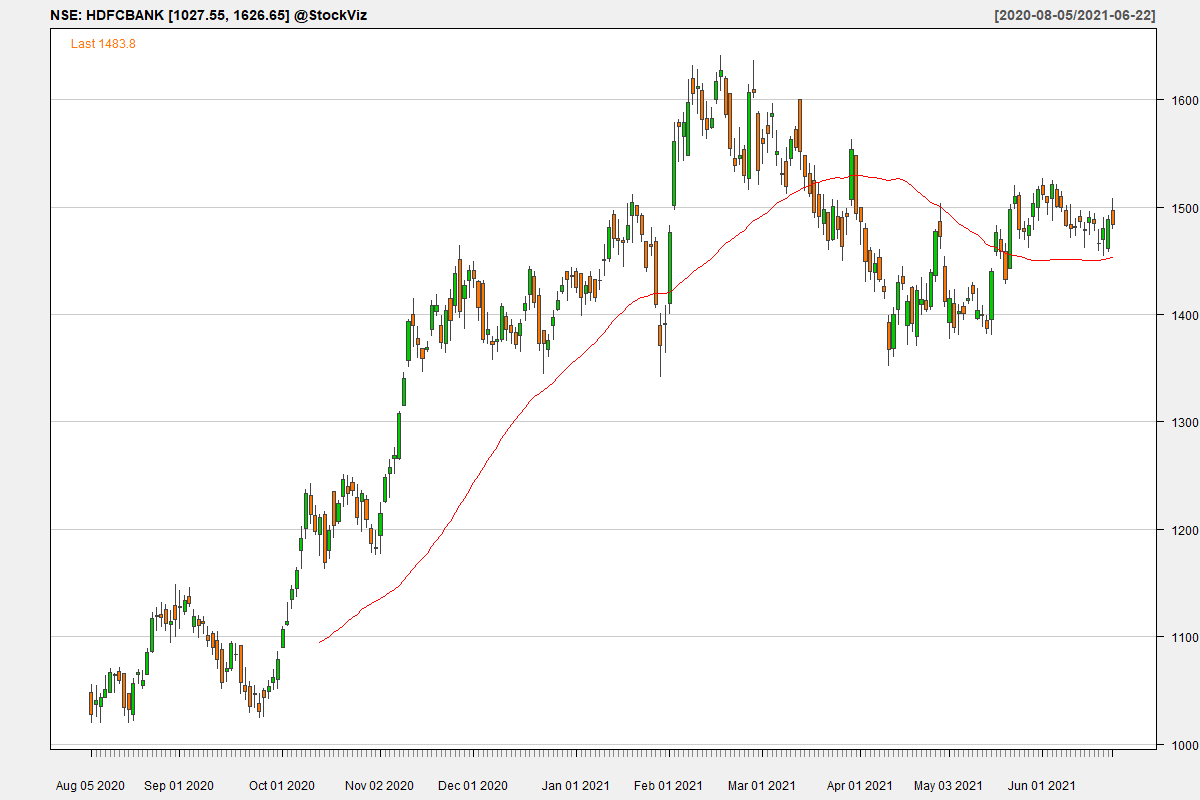 NSE: HDFCBANK [1027.55, 1626.65] @StockViz
[2020-08-05/2021-06-22]
Last 1483.8
1600
1500
1400
1300
1200
1100
1000
Aug 05 2020 Sep 01 2020 Oct 01 2020 Nov 02 2020 Dec 01 2020 Jan 01 2021 Feb 01 2021 Mar 01 2021 Apr 01 2021 May 03 2021 Jun 01 2021